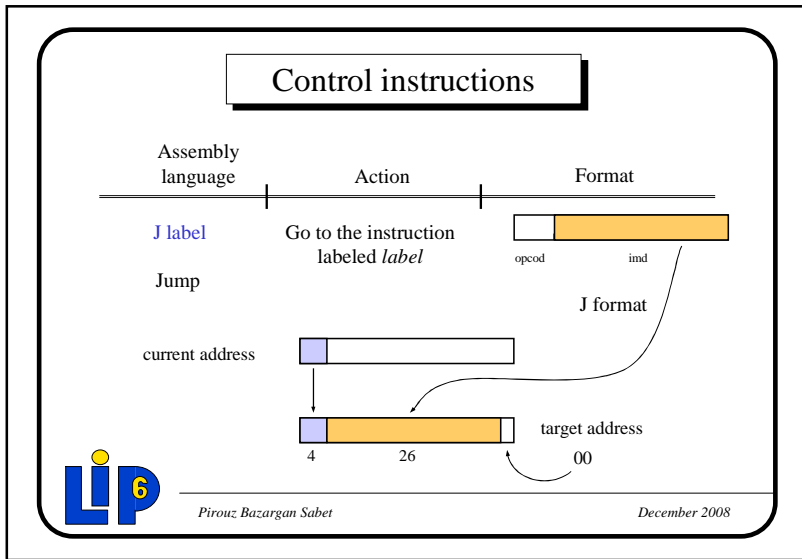 Control instructions
Assembly
language
Action
Format
J label
Go to the instruction
labeled label
opcod
imd
Jump
J format
current address
target address
4
26
00
LIP6
Pirouz Bazargan Sabet
December 2008